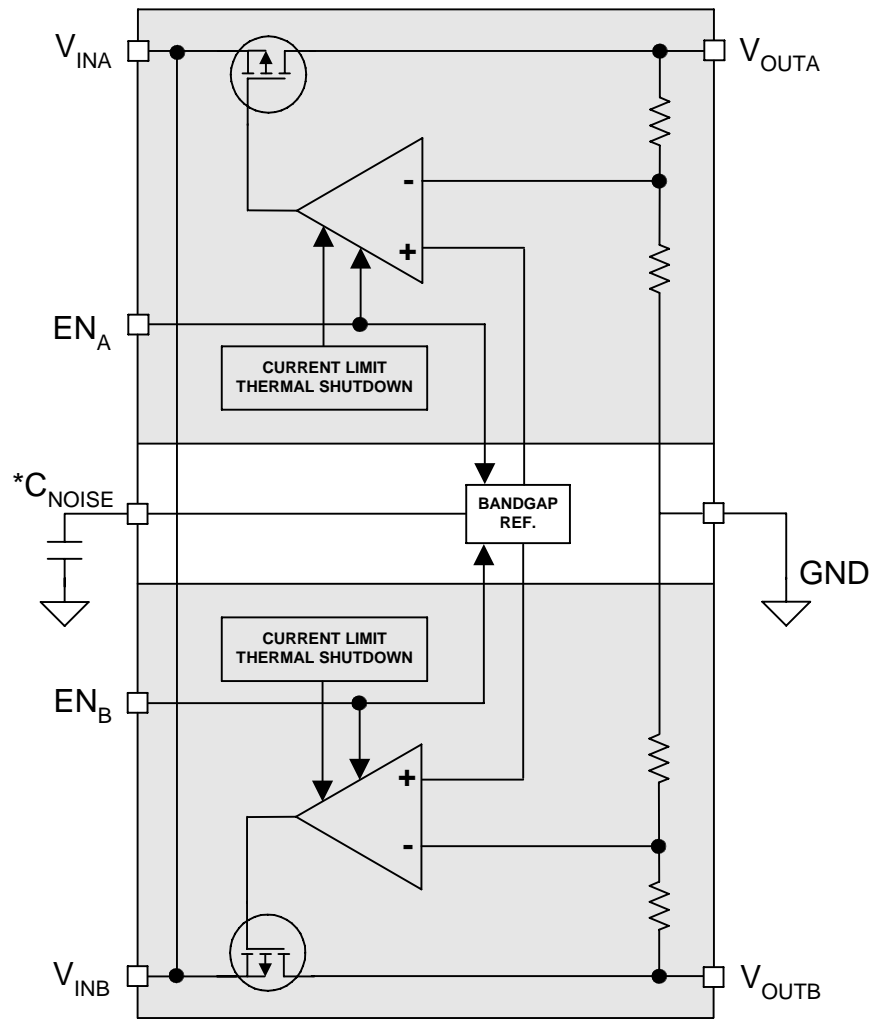 V_INA
V_OUTA
-
+
EN_A
CURRENT LIMIT
THERMAL SHUTDOWN
*C_NOISE
BANDGAP
REF.
GND
CURRENT LIMIT
THERMAL SHUTDOWN
EN_B
+
-
V_INB
V_OUTB